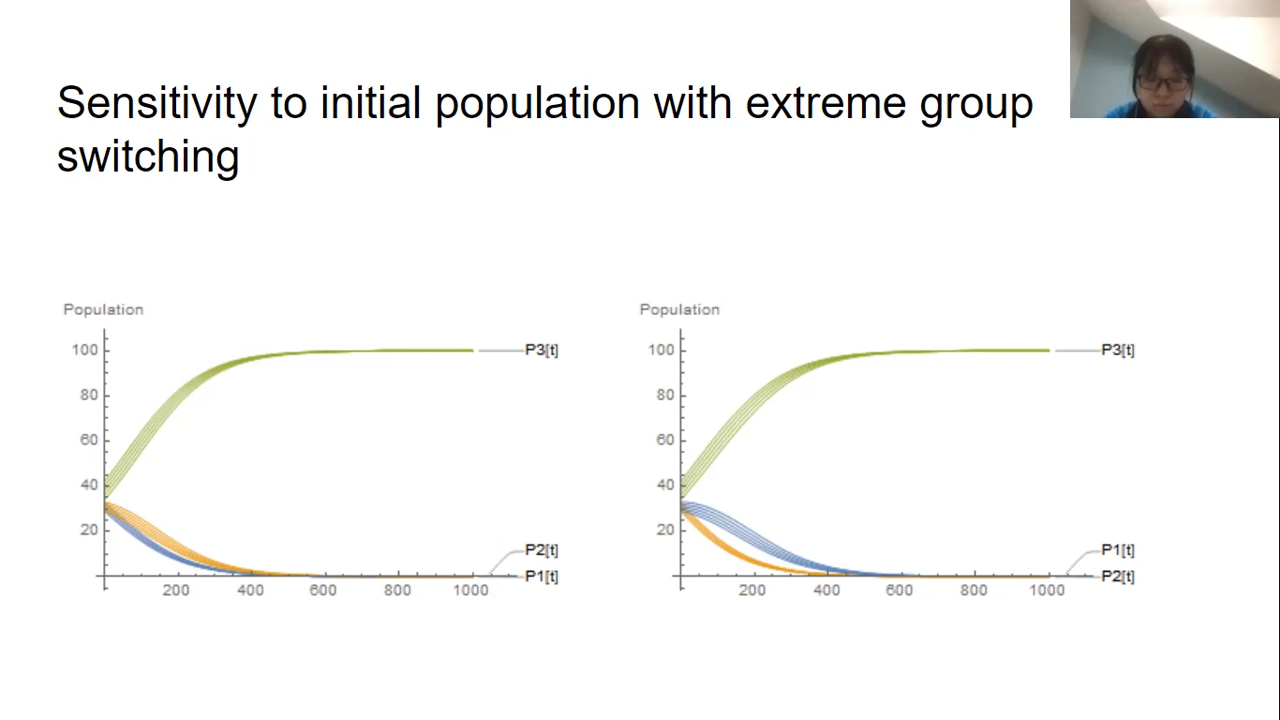 Sensitivity to initial population with extreme group
switching
Population
100
80
60
40
20
200
400
600
800
1000
P3[t]
P2[t]
P1[t]
Population
100
80
60
40
20
200
400
600
800
1000
P3[t]
P1[t]
P2[t]